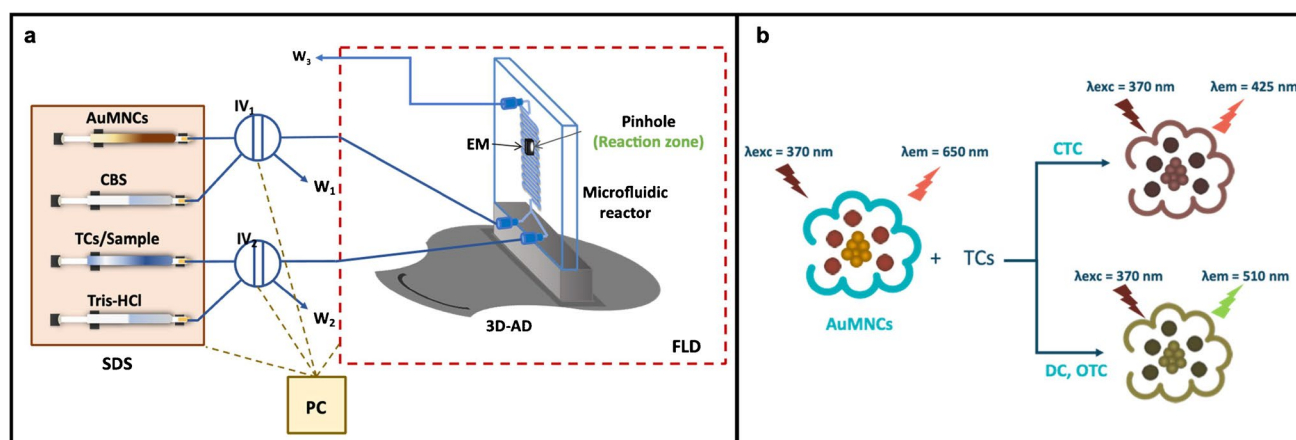 a
W₃
AuMNCs
IV₁
Pinhole
EM
(Reaction zone)
CBS
W₁
Microfluidic
reactor
TCs/Sample
IV₂
Tris-HCl
W₂
3D-AD
SDS
FLD
PC
b
λexc = 370 nm
λem = 425 nm
CTC
λexc = 370 nm
λem = 650 nm
+ TCs
AuMNCs
λexc = 370 nm
λem = 510 nm
DC, OTC